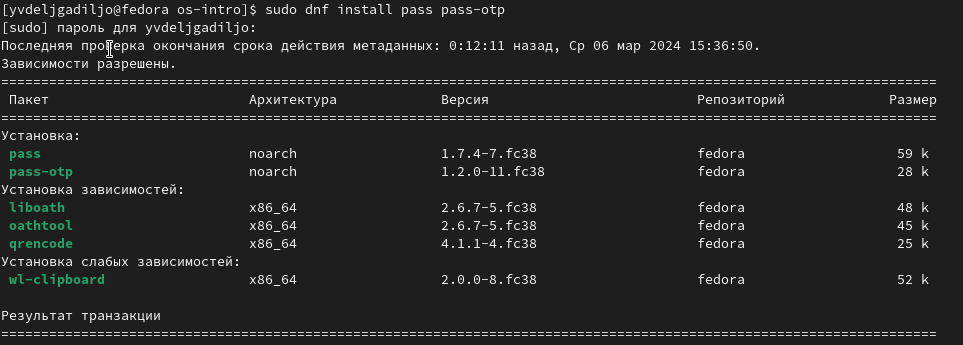 [yvdeljgadiljo@fedora os-intro]$ sudo dnf install pass pass-otp
[sudo] пароль для yvdeljgadiljo:
Последняя проверка окончания срока действия метаданных: 0:12:11 назад, Ср 06 мар 2024 15:36:50.
Зависимости разрешены.
=====================================================================================================================
Пакет Архитектура Версия Репозиторий Размер
=====================================================================================================================
Установка:
pass noarch 1.7.4-7.fc38 fedora 59 k
pass-otp noarch 1.2.0-11.fc38 fedora 28 k
Установка зависимостей:
liboath x86_64 2.6.7-5.fc38 fedora 48 k
oathtool x86_64 2.6.7-5.fc38 fedora 45 k
qrencode x86_64 4.1.1-4.fc38 fedora 25 k
Установка слабых зависимостей:
wl-clipboard x86_64 2.0.0-8.fc38 fedora 52 k
Результат транзакции
=====================================================================================================================